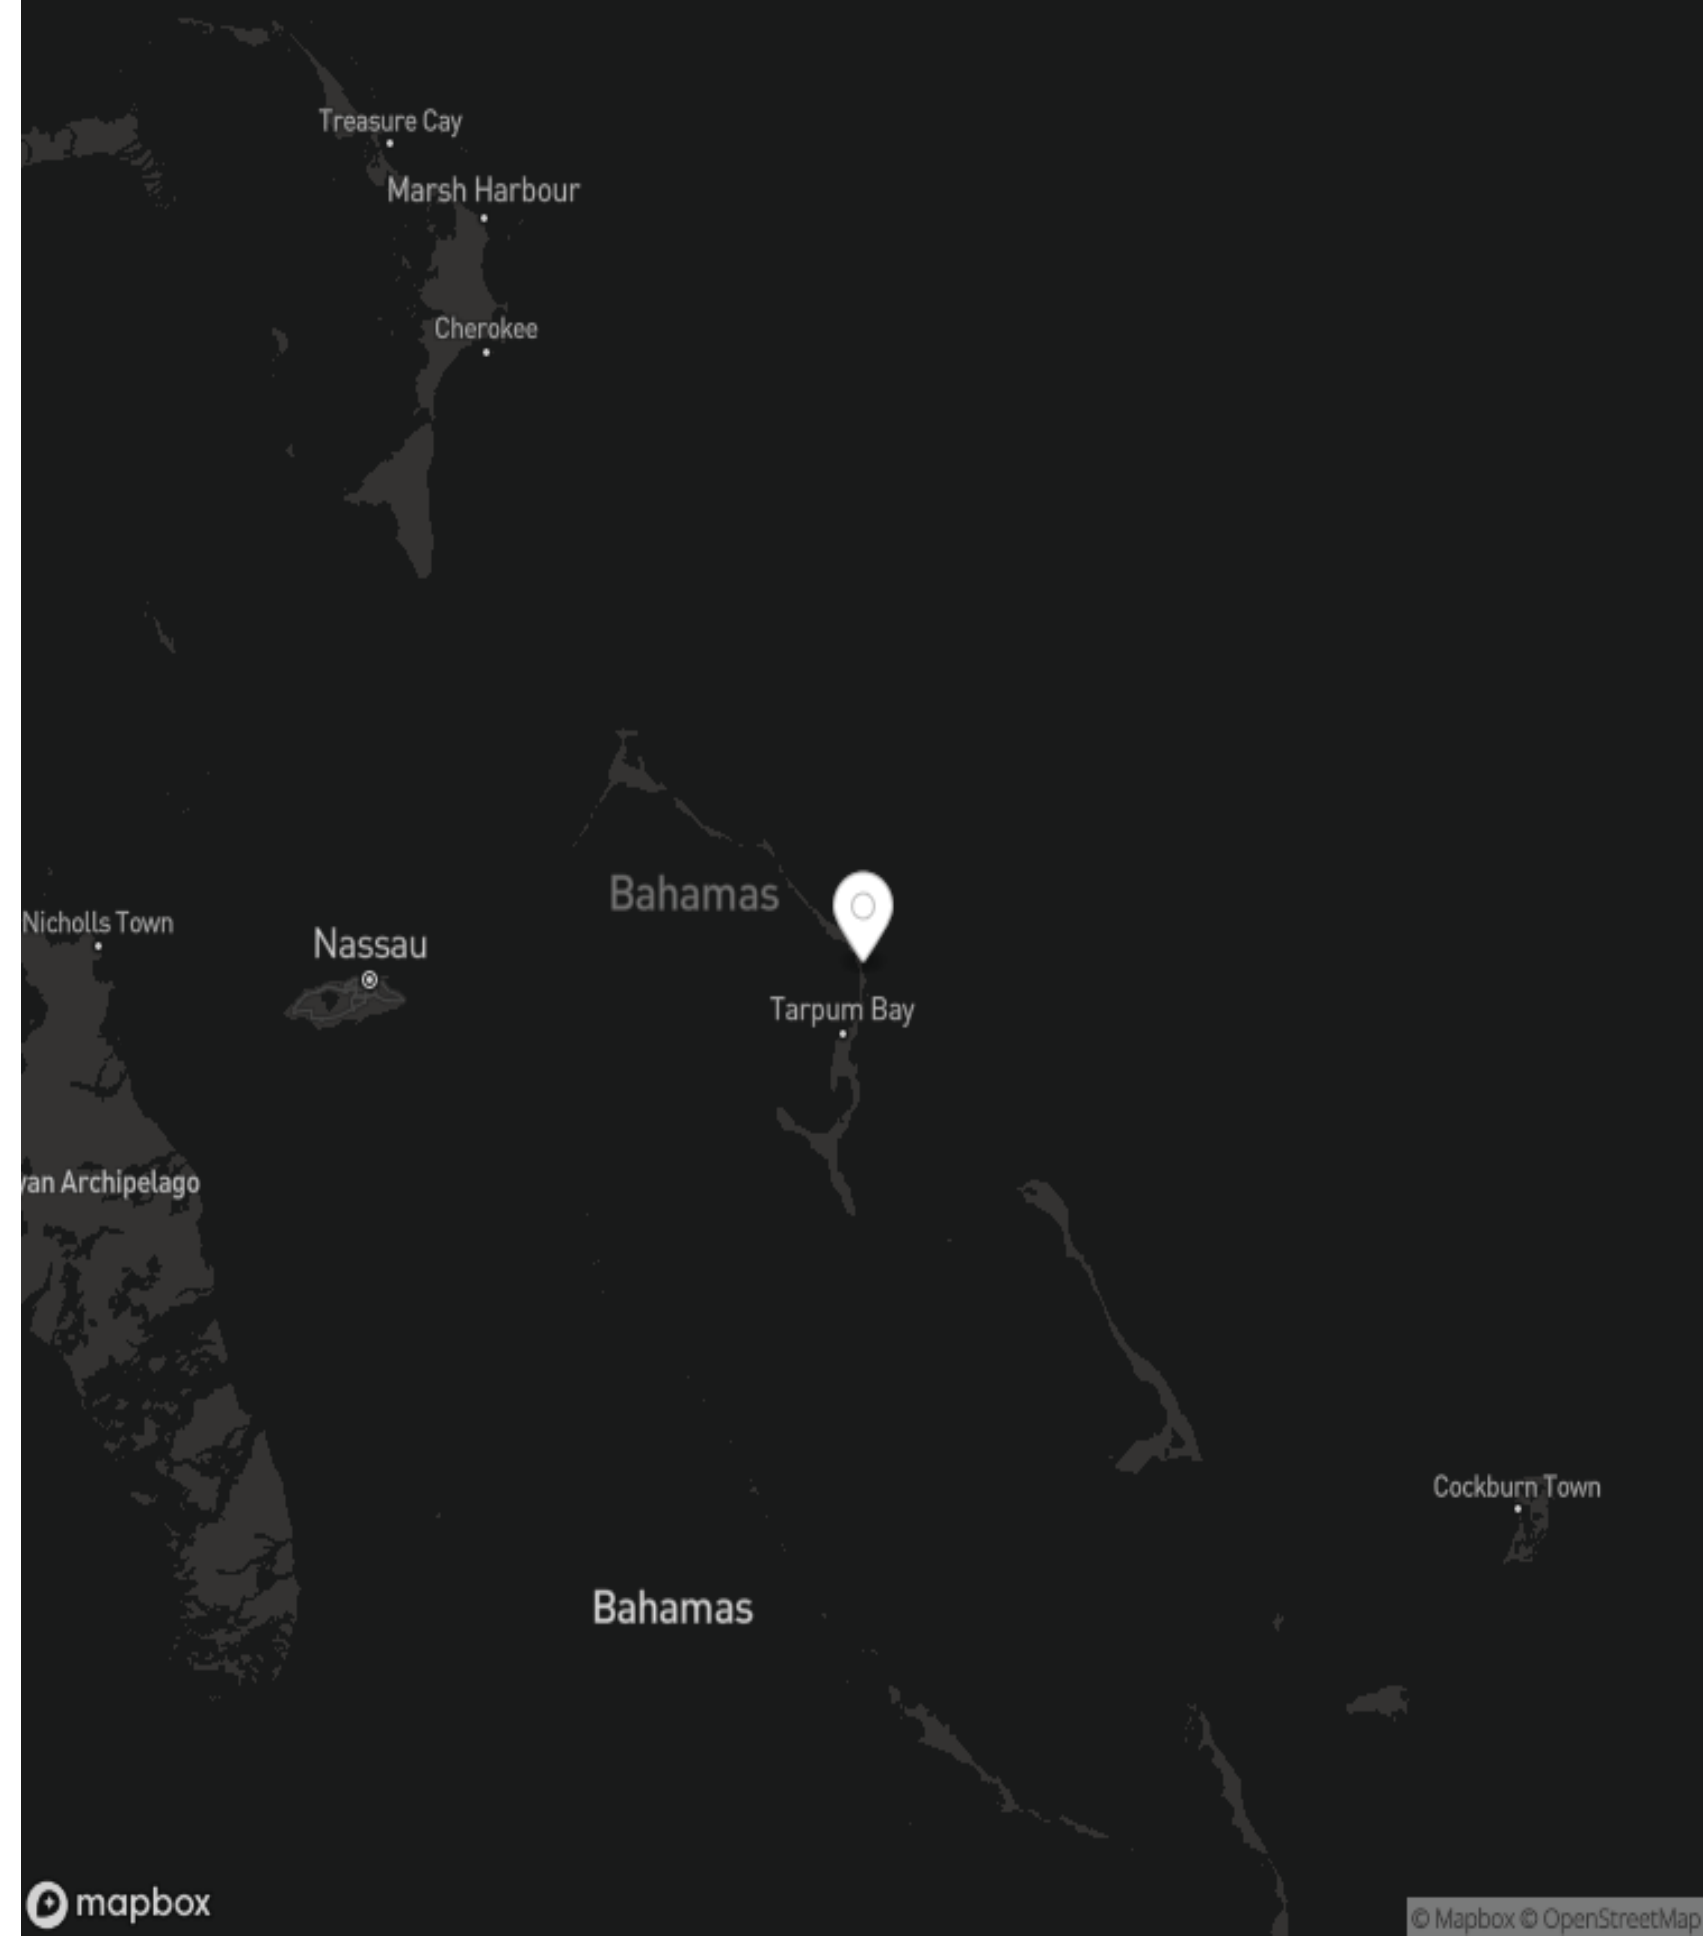 Treasure Cay
Marsh Harbour
Cherokee
Bahamas
Nicholls Town
Nassau
Tarpum Bay
yan Archipelago
Cockburn Town
Bahamas
mapbox
© Mapbox © OpenStreetMap